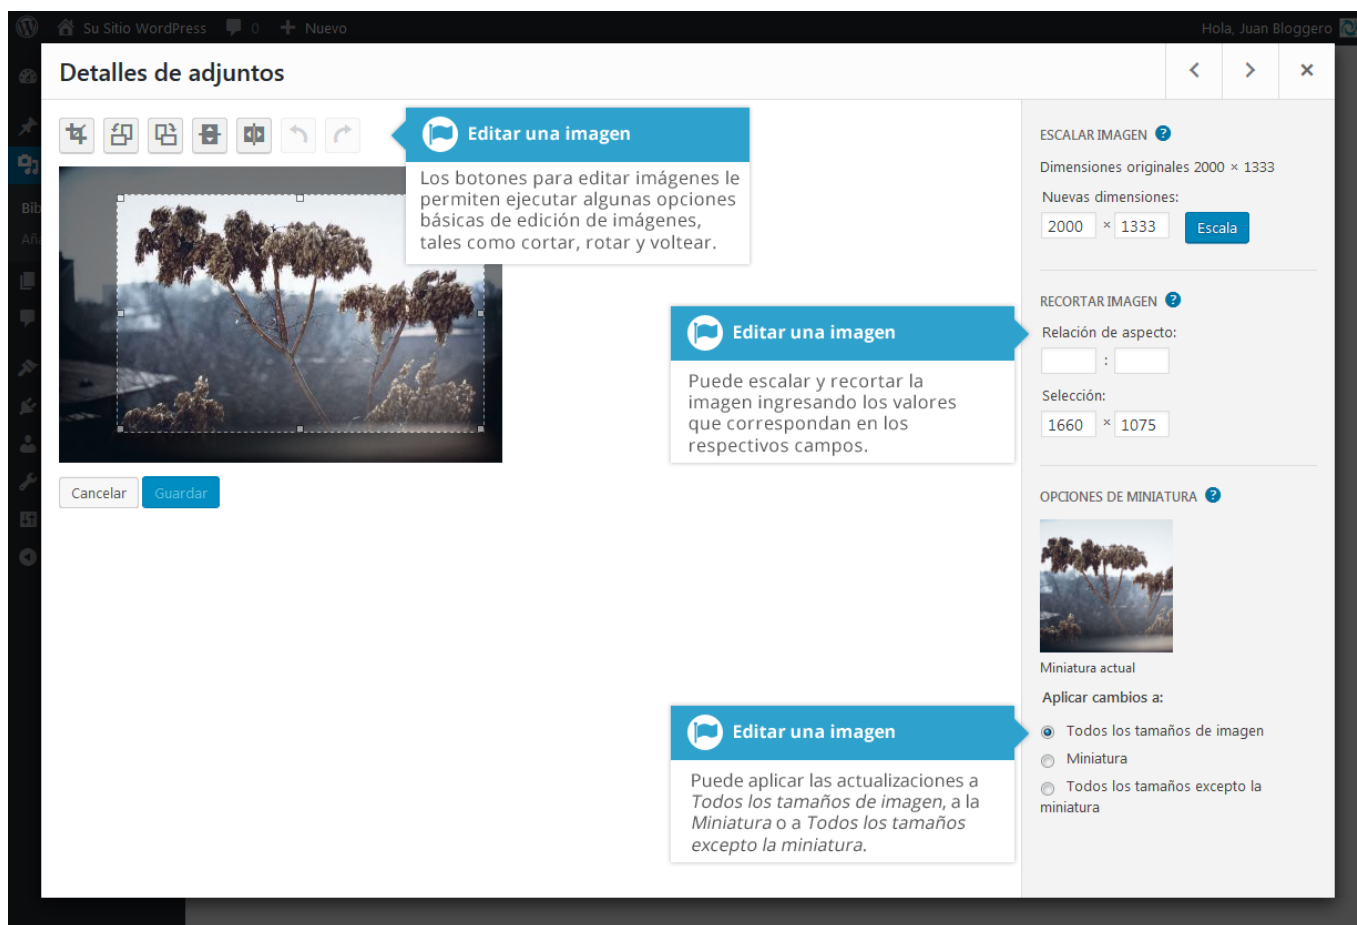 Su Sitio WordPress 0 + Nuevo
Hola, Juan Bloggero
Detalles de adjuntos
Bib
Aña
Editar una imagen
Los botones para editar imágenes le
permiten ejecutar algunas opciones
básicas de edición de imágenes,
tales como cortar, rotar y voltear.
Cancelar
Guardar
ESCALAR IMAGEN ?
Dimensiones originales 2000 × 1333
Nuevas dimensiones:
2000 × 1333 Escala
Editar una imagen
Puede escalar y recortar la
imagen ingresando los valores
que correspondan en los
respectivos campos.
RECORTAR IMAGEN ?
Relación de aspecto:
:
Selección:
1660 × 1075
OPCIONES DE MINIATURA ?
Miniatura actual
Aplicar cambios a:
Todos los tamaños de imagen
Miniatura
Todos los tamaños excepto la
miniatura
Editar una imagen
Puede aplicar las actualizaciones a
Todos los tamaños de imagen, a la
Miniatura o a Todos los tamaños
excepto la miniatura.